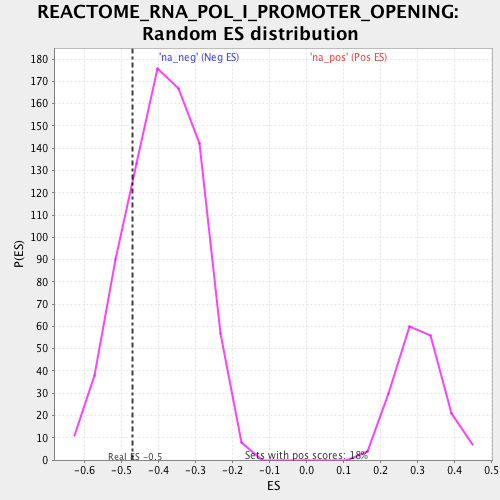 REACTOME_RNA_POL_I_PROMOTER_OPENING:
Random ES distribution
'na_neg' (Neg ES) 'na_pos' (Pos ES)
P(ES)
180
170
160
150
140
130
120
110
100
90
80
70
60
50
40
30
20
10
0
Real ES -0.5 Sets with pos scores: 18%
-0.6 -0.5 -0.4 -0.3 -0.2 -0.1 0.0 0.1 0.2 0.3 0.4 0.5
ES